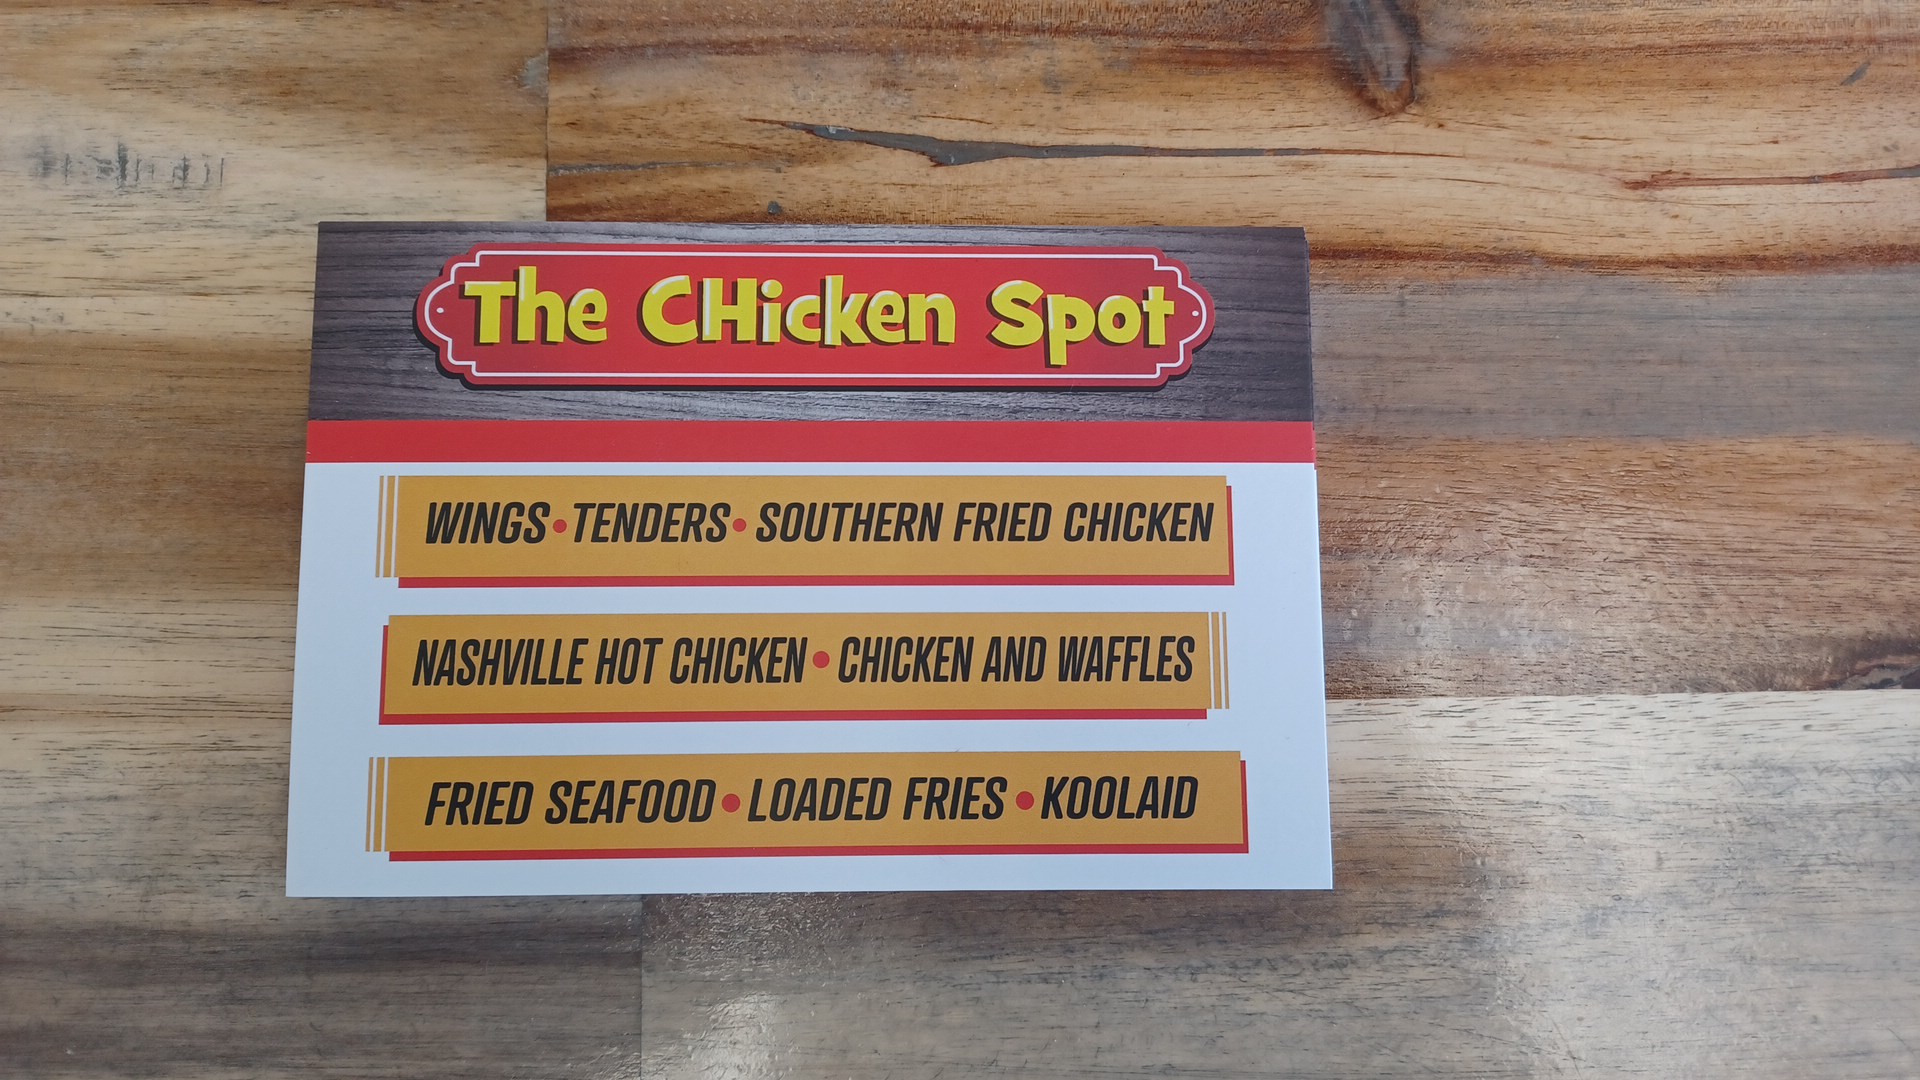 The CHicken Spot
WINGS • TENDERS • SOUTHERN FRIED CHICKEN
NASHVILLE HOT CHICKEN • CHICKEN AND WAFFLES
FRIED SEAFOOD • LOADED FRIES • KOOLAID